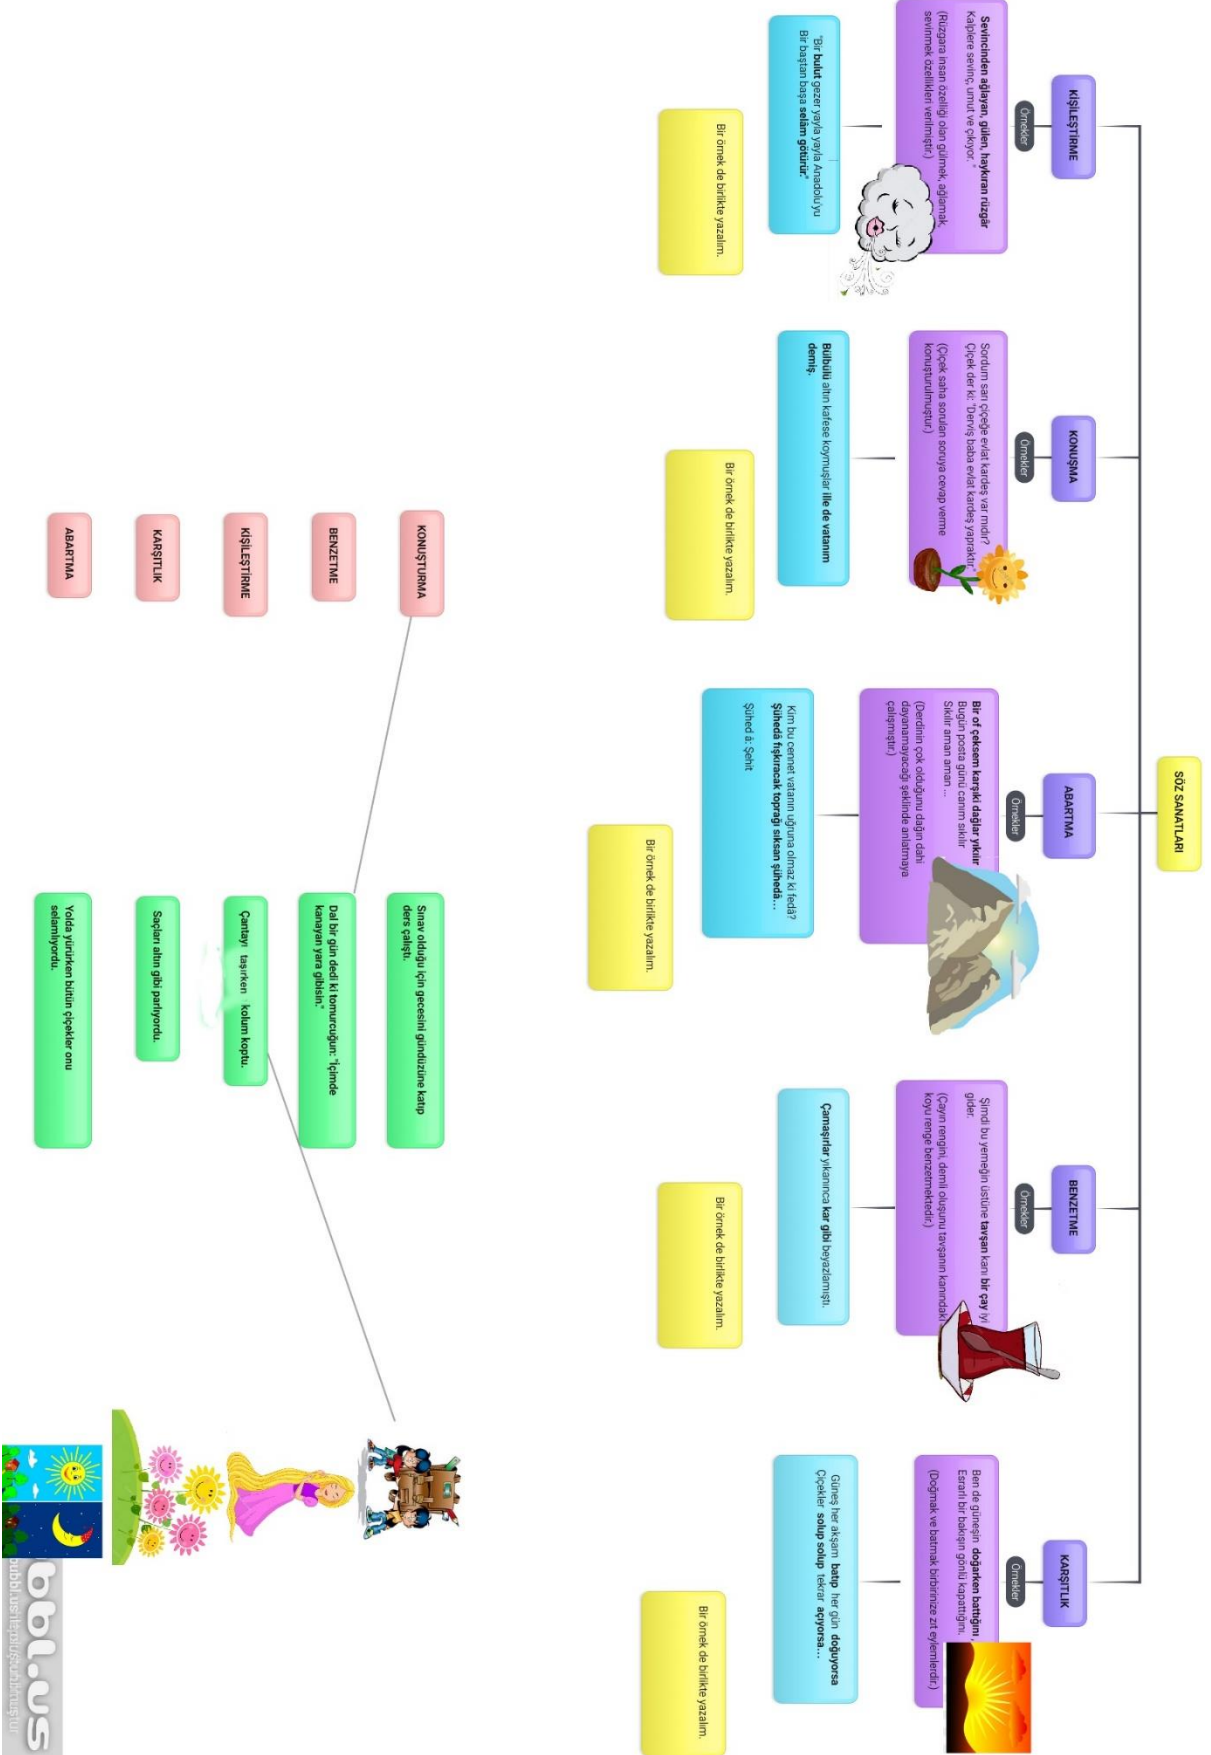 SÖZ SANATLARI
KİŞİLEŞTİRME
Örnekler
Sevincinden ağlayan, gülen, haykıran rüzgâr
Kalplere sevinç, umut ve çıkıyor. "
(Rüzgara insan özelliği olan gülmek, ağlamak,
sevinmek özellikleri verilmiştir.)
"Bir bulut gezer yayla yayla Anadolu'yu
Bir baştan başa selâm götürür."
Bir örnek de birlikte yazalım.
KONUŞMA
Örnekler
Sordum sarı çiçeğe evlat kardeş var mıdır?
Çiçek der ki: "Derviş baba evlat kardeş yapraktır."
(Çiçek saha sorulan soruya cevap verme
konuşturulmuştur.)
Bülbülü altın kafese koymuşlar ille de vatanım
demiş.
Bir örnek de birlikte yazalım.
ABARTMA
Örnekler
Bir of çeksem karşıki dağlar yıkılır
Bugün posta günü canım sıkılır
Sıkılır aman aman ...
(Derdinin çok olduğunu dağın dahi
dayanamayacağı şeklinde anlatmaya
çalışmıştır.)
Kim bu cennet vatanın uğruna olmaz ki fedâ?
Şühedâ fışkıracak toprağı sıksan şühedâ...
Şühed â: Şehit
Bir örnek de birlikte yazalım.
BENZETME
Örnekler
Şimdi bu yemeğin üstüne tavşan kanı bir çay iyi
gider.
(Çayın rengini, demli oluşunu tavşanın kanındaki
koyu renge benzetmektedir.)
Çamaşırlar yıkanınca kar gibi beyazlamıştı.
Bir örnek de birlikte yazalım.
KARŞITLIK
Örnekler
Ben de güneşin doğarken battığını,
Esrarlı bir bakışın gönlü kapattığını.
(Doğmak ve batmak birbirinize zıt eylemlerdir.)
Güneş her akşam batıp her gün doğuyorsa
Çiçekler solup solup tekrar açıyorsa...
Bir örnek de birlikte yazalım.
KONUŞTURMA
BENZETME
KİŞİLEŞTİRME
KARŞITLIK
ABARTMA
Sınav olduğu için gecesini gündüzüne katıp
ders çalıştı.
Dal bir gün dedi ki tomurcuğun: "İçimde
kanayan yara gibisin."
Çantayı taşırken kolum koptu.
Saçları altın gibi parlıyordu.
Yolda yürürken bütün çiçekler onu
selamlıyordu.
bbl.us